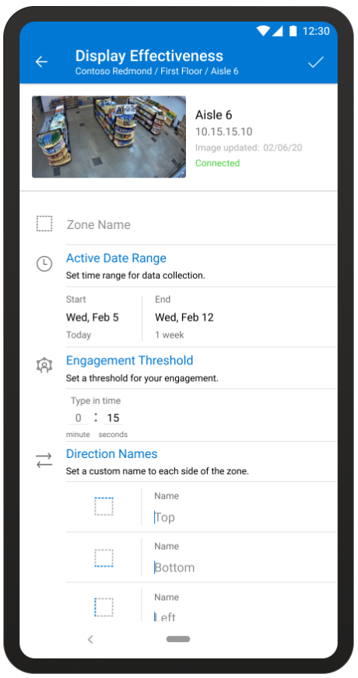 12:30
Display Effectiveness
Contoso Redmond / First Floor / Aisle 6
Aisle 6
10.15.15.10
Image updated: 02/06/20
Connected
Zone Name
Active Date Range
Set time range for data collection.
Start
End
Wed, Feb 5
Wed, Feb 12
Today
1 week
Engagement Threshold
Set a threshold for your engagement.
Type in time
0 : 15
minute seconds
Direction Names
Set a custom name to each side of the zone.
Name
Top
Name
Bottom
Name
Left